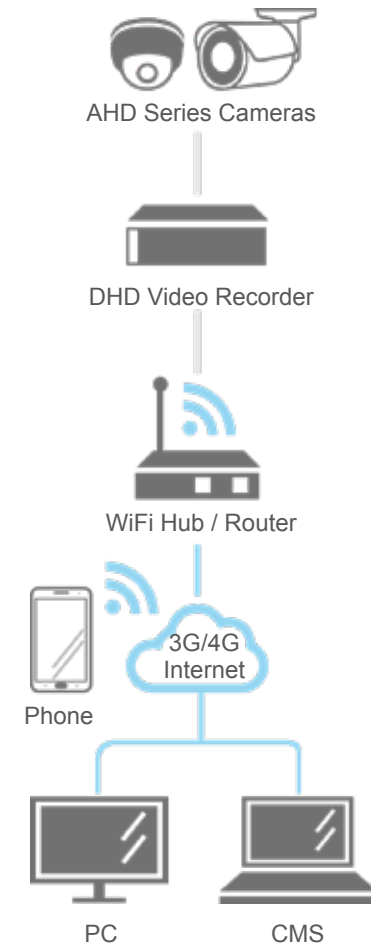 AHD Series Cameras
DHD Video Recorder
WiFi Hub / Router
3G/4G
Internet
Phone
PC
CMS